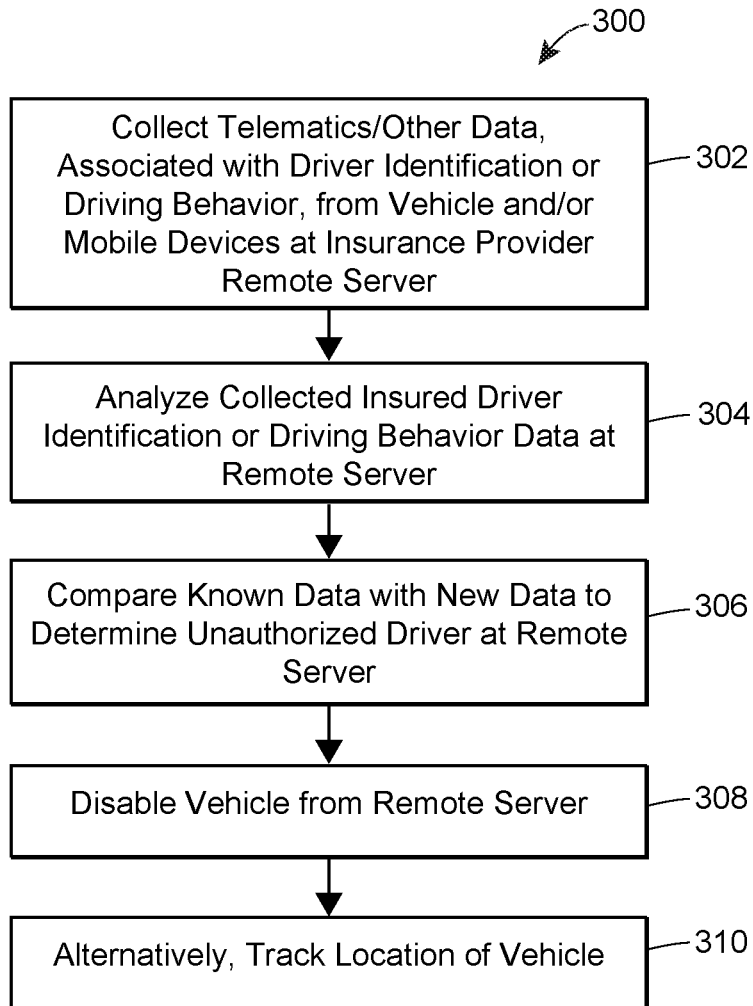 300
Collect Telematics/Other Data,
Associated with Driver Identification or
Driving Behavior, from Vehicle and/or
Mobile Devices at Insurance Provider
Remote Server
302
Analyze Collected Insured Driver
Identification or Driving Behavior Data at
Remote Server
304
Compare Known Data with New Data to
Determine Unauthorized Driver at Remote
Server
306
Disable Vehicle from Remote Server
308
Alternatively, Track Location of Vehicle
310